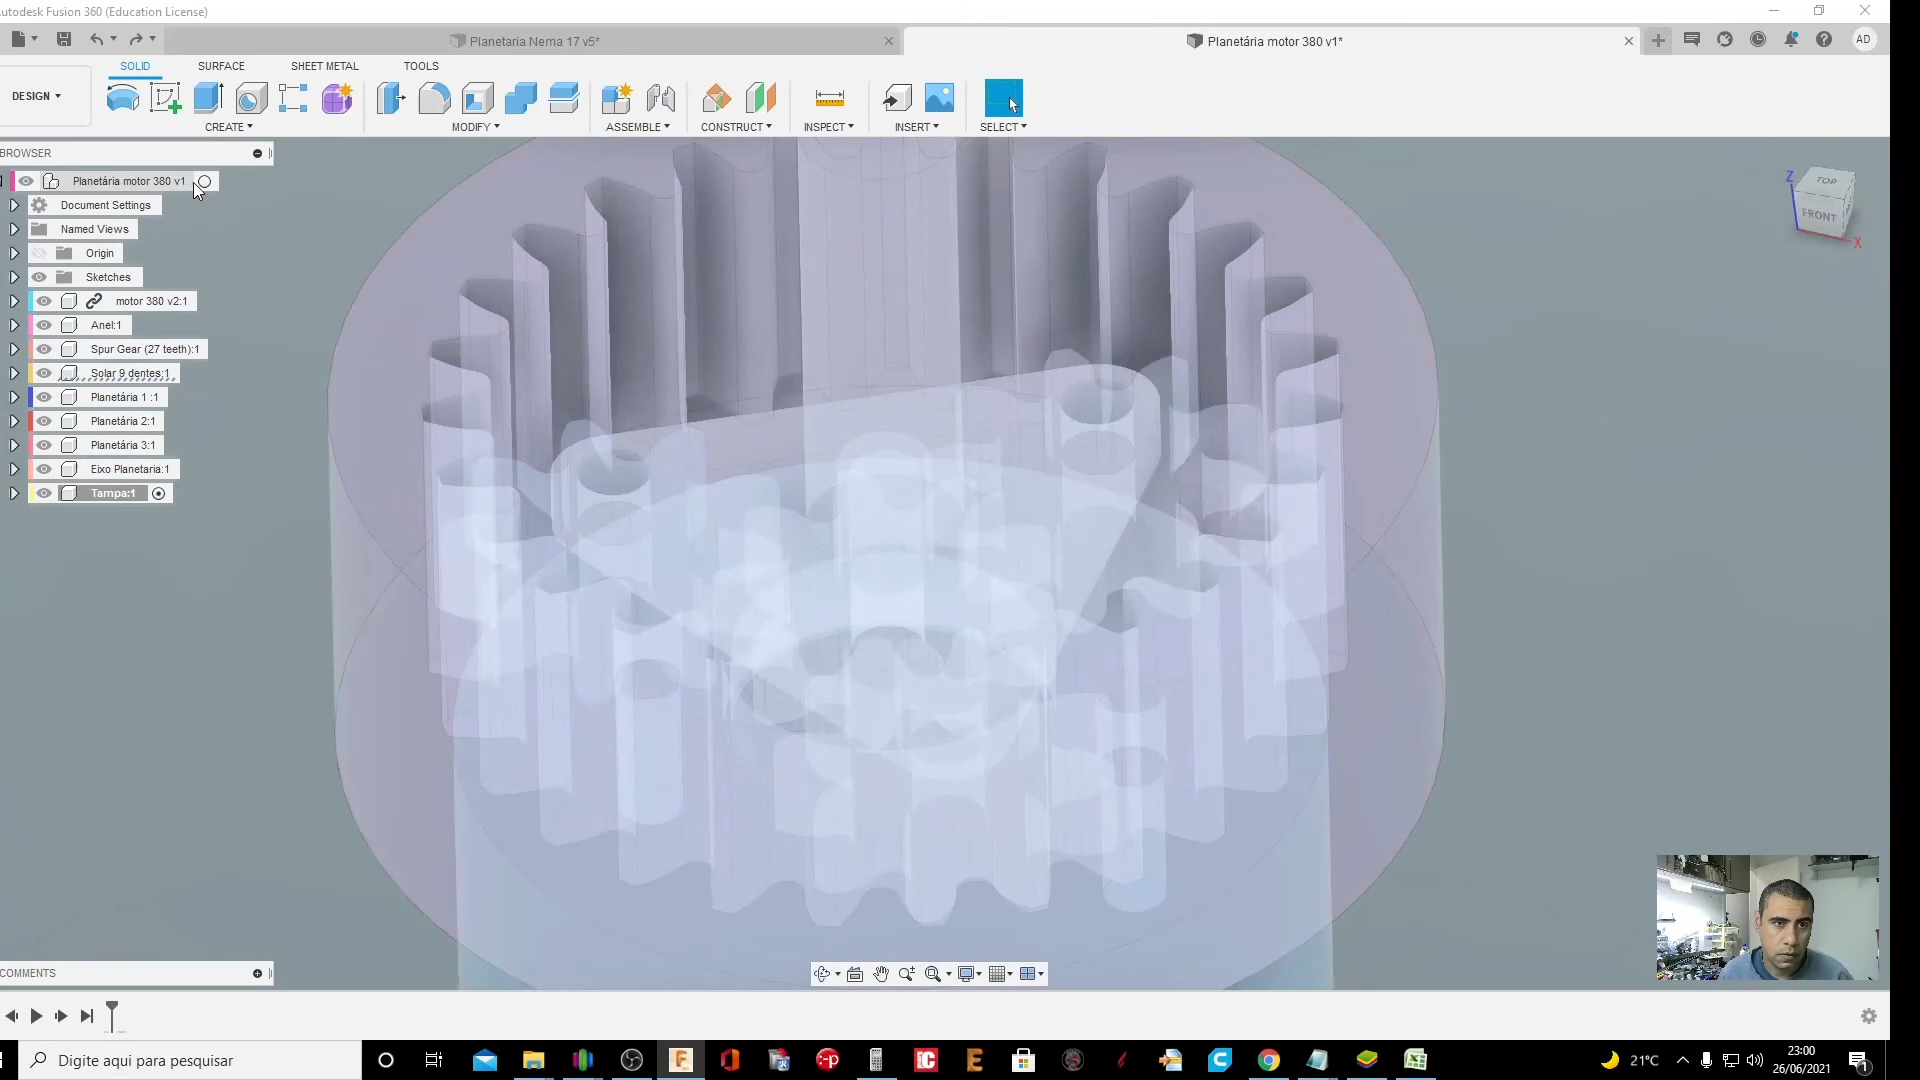 utodesk Fusion 360 (Education License)
Planetaria Nema 17 v5*
Planetária motor 380 v1*
AD
SOLID
SURFACE
SHEET METAL
TOOLS
DESIGN
CREATE
MODIFY
ASSEMBLE
CONSTRUCT
INSPECT
INSERT
SELECT
BROWSER
Planetária motor 380 v1
Document Settings
Named Views
Origin
Sketches
motor 380 v2:1
Anel:1
Spur Gear (27 teeth):1
Solar 9 dentes:1
Planetária 1 :1
Planetária 2:1
Planetária 3:1
Eixo Planetaria:1
Tampa:1
Z
TOP
FRONT
X
COMMENTS
Digite aqui para pesquisar
21°C
23:00
26/06/2021
1